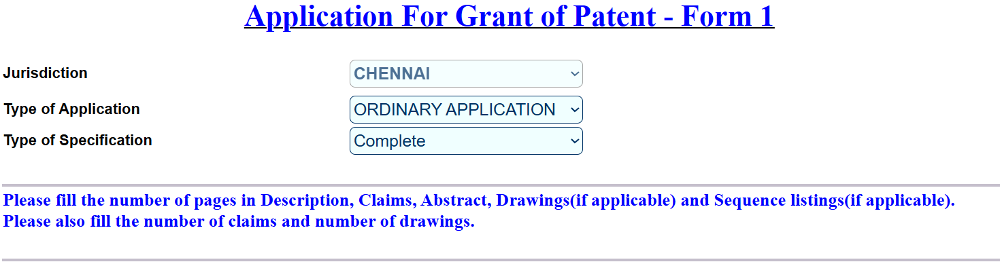 Application For Grant of Patent - Form 1
Jurisdiction CHENNAI
Type of Application ORDINARY APPLICATION
Type of Specification Complete
Please fill the number of pages in Description, Claims, Abstract, Drawings(if applicable) and Sequence listings(if applicable).
Please also fill the number of claims and number of drawings.